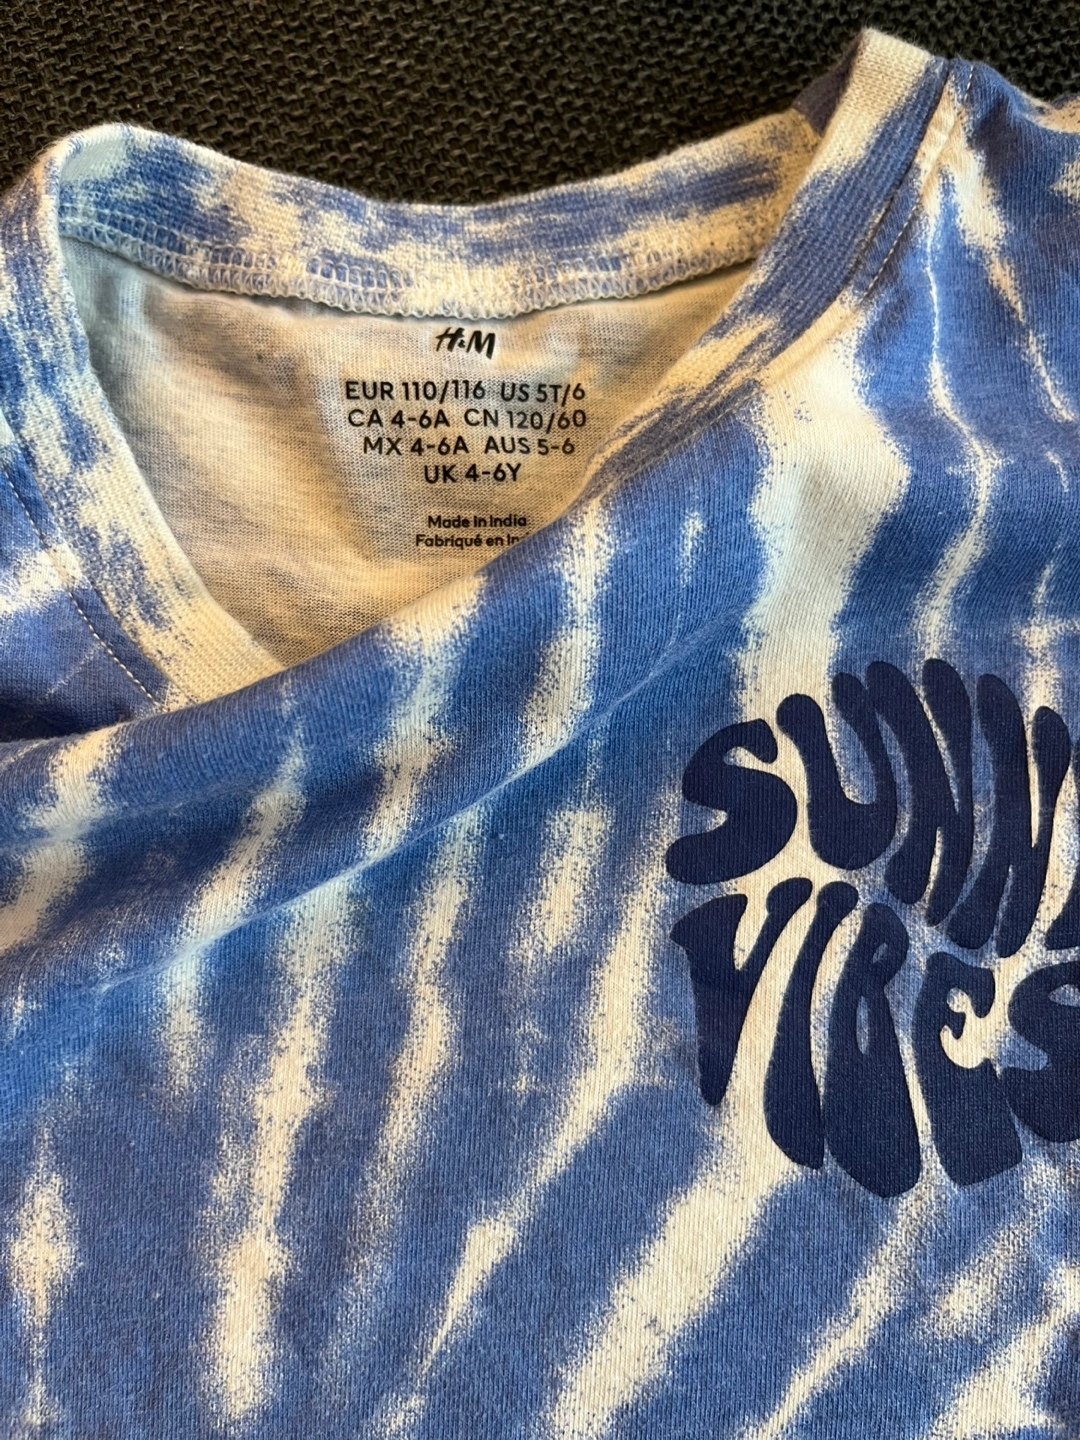 H&M
EUR 110/116 US 5T/6
CA 4-6A CN 120/60
MX 4-6A AUS 5-6
UK 4-6Y
Made in India
Fabriqué en
VIBES